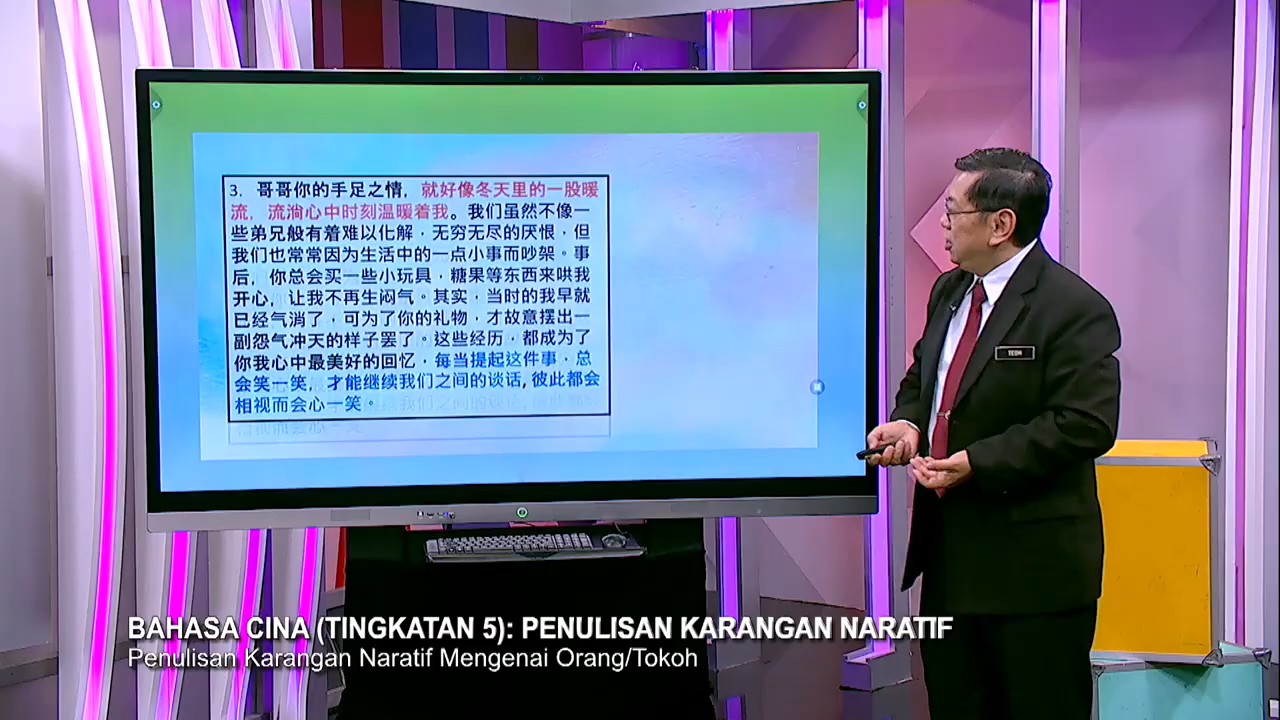 3. 哥哥你的手足之情，就好像冬天里的一股暖
流，流淌心中时刻温暖着我。我们虽然不像一
些弟兄般有着难以化解，无穷无尽的厌恨，但
我们也常常因为生活中的一点小事而吵架。事
后，你总会买一些小玩具，糖果等东西来哄我
开心，让我不再生闷气。其实，当时的我早就
已经气消了，可为了你的礼物，才故意摆出一
副怨气冲天的样子罢了。这些经历，都成为了
你我心中最美好的回忆，每当提起这件事，总
会笑一笑，才能继续我们之间的谈话, 彼此都会
相视而会心一笑。
TEOH
BAHASA CINA (TINGKATAN 5): PENULISAN KARANGAN NARATIF
Penulisan Karangan Naratif Mengenai Orang/Tokoh